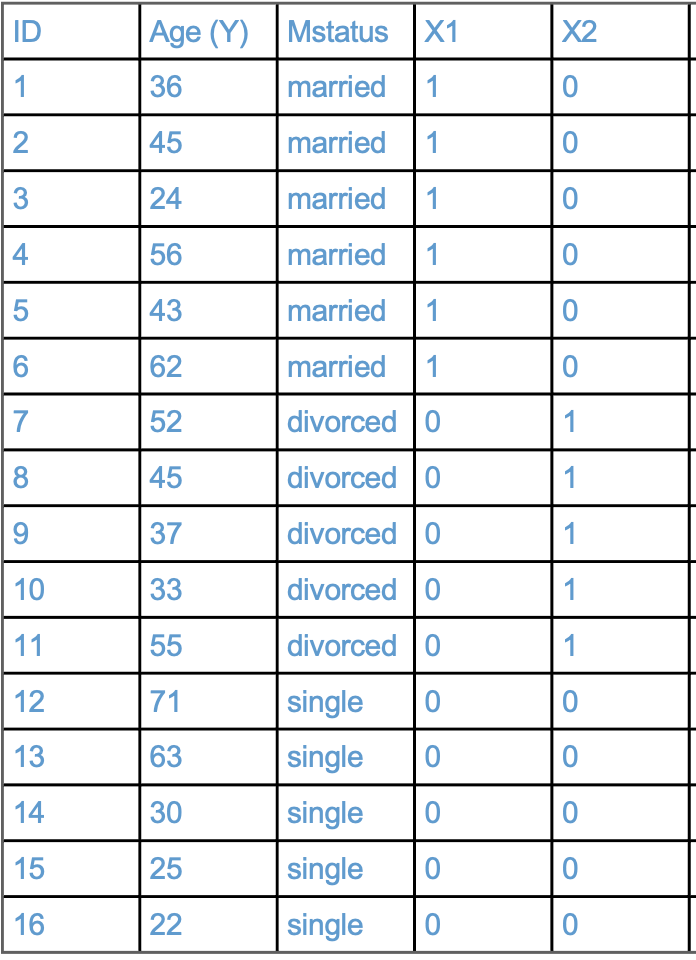 ID Age (Y) Mstatus X1 X2
1 36 married 1 0
2 45 married 1 0
3 24 married 1 0
4 56 married 1 0
5 43 married 1 0
6 62 married 1 0
7 52 divorced 0 1
8 45 divorced 0 1
9 37 divorced 0 1
10 33 divorced 0 1
11 55 divorced 0 1
12 71 single 0 0
13 63 single 0 0
14 30 single 0 0
15 25 single 0 0
16 22 single 0 0